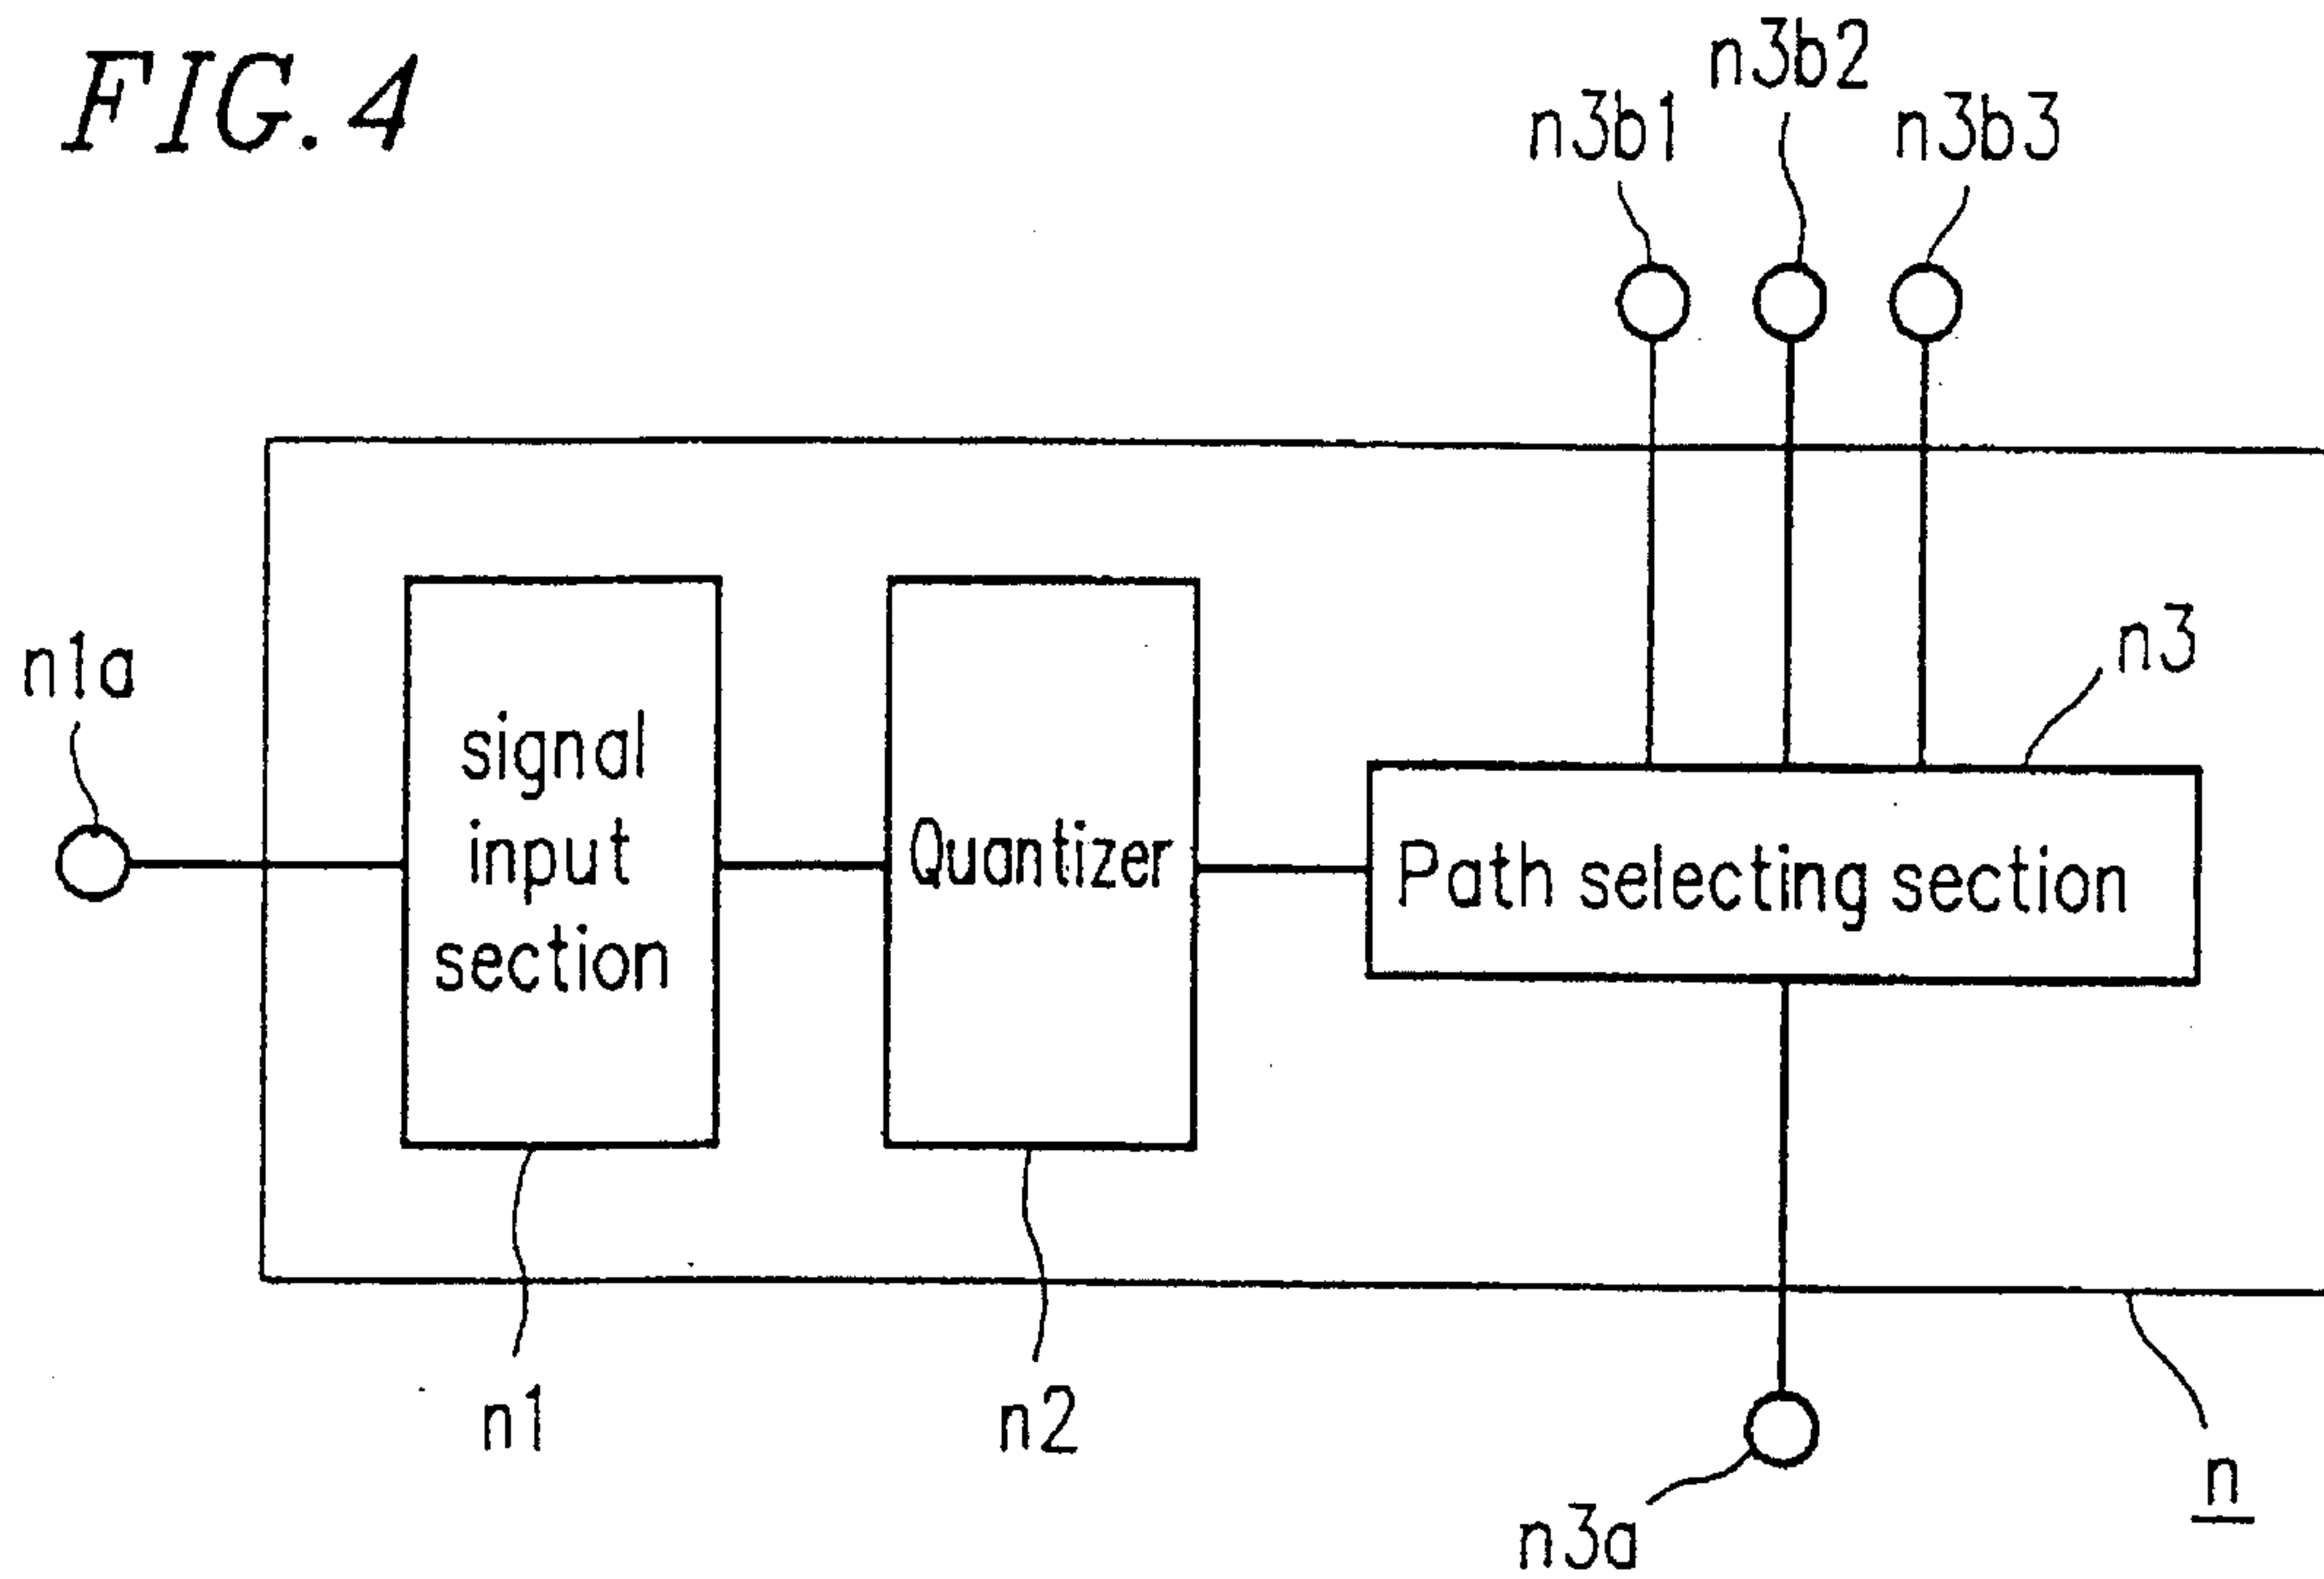 FIG. 4
n3b2
n3b1
n3b3
n3
n1a
signal
input
section
Quantizer
Path selecting section
n1
n2
n3a
n